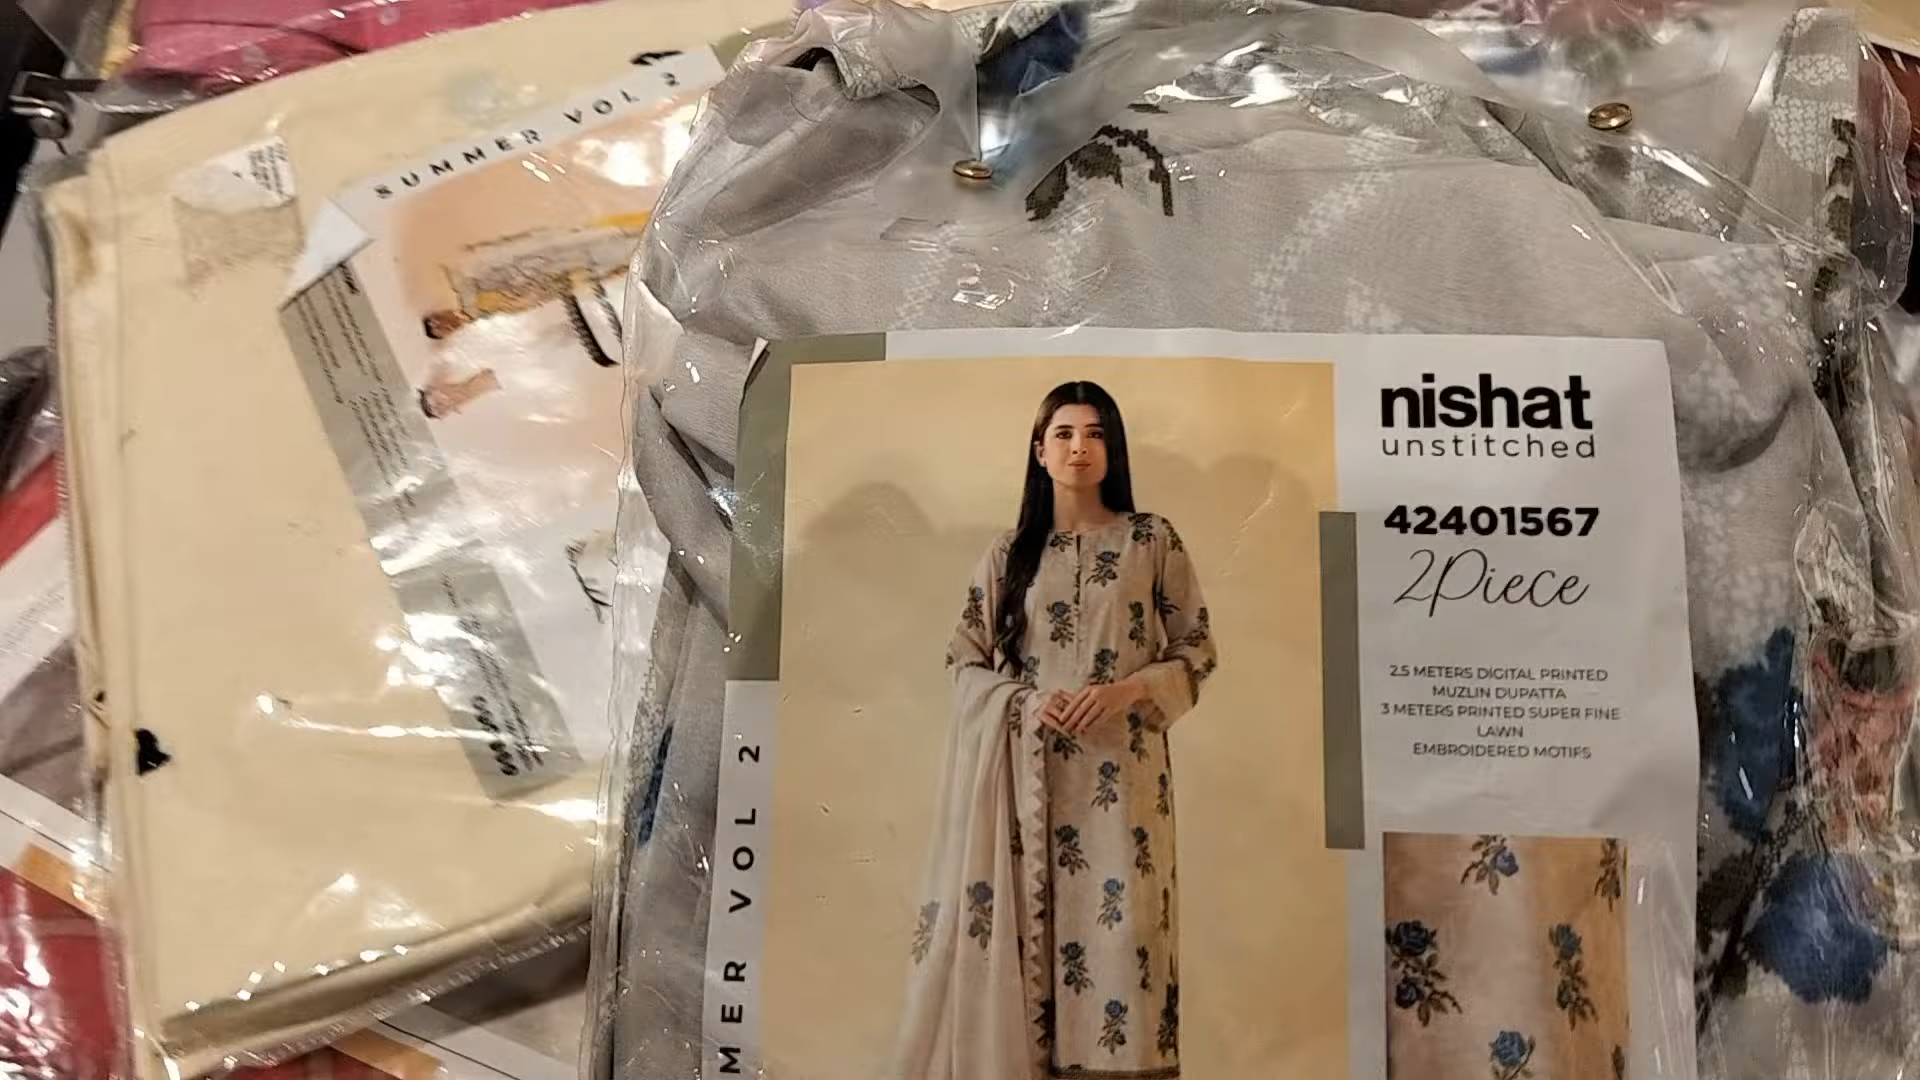 SUMMER VOL 2
nishat
unstitched
42401567
2Piece
2.5 METERS DIGITAL PRINTED
MUZLIN DUPATTA
3 METERS PRINTED SUPER FINE
LAWN
EMBROIDERED MOTIFS
MER VOL 2